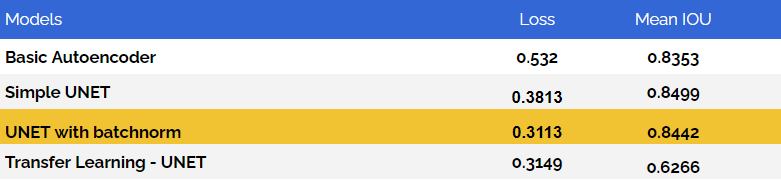 Models Loss Mean IOU
Basic Autoencoder 0.532 0.8353
Simple UNET 0.3813 0.8499
UNET with batchnorm 0.3113 0.8442
Transfer Learning - UNET 0.3149 0.6266